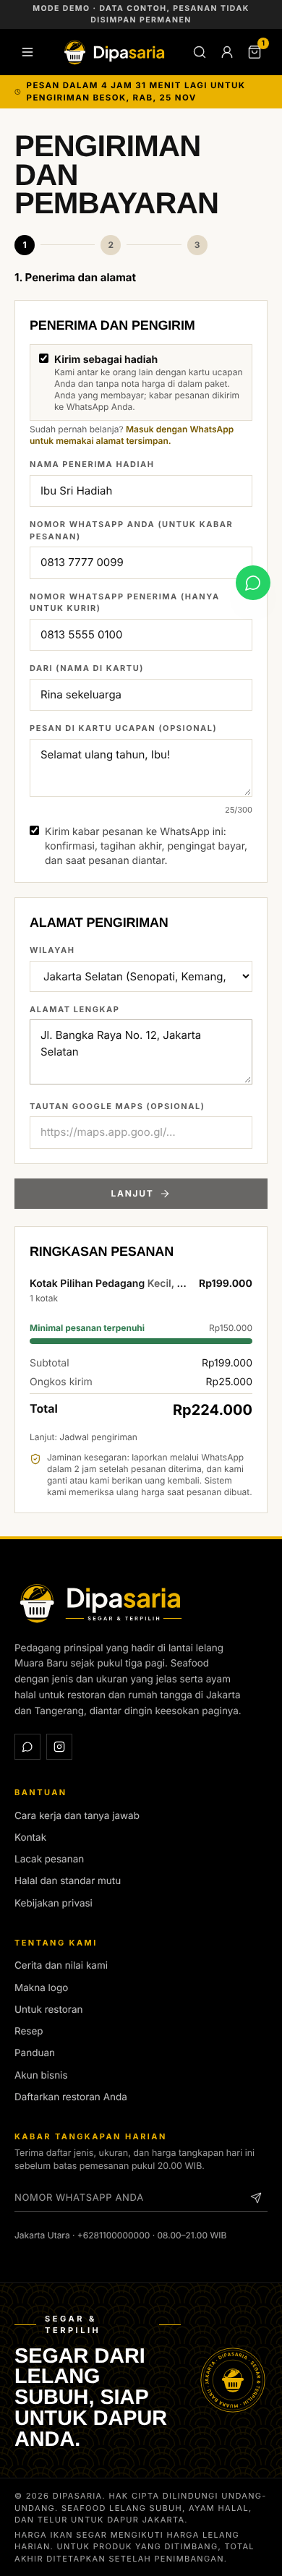 MODE DEMO · DATA CONTOH, PESANAN TIDAK
DISIMPAN PERMANEN
Dipasaria
1
PESAN DALAM 4 JAM 31 MENIT LAGI UNTUK
PENGIRIMAN BESOK, RAB, 25 NOV
PENGIRIMAN
DAN
PEMBAYARAN
1 2 3
1. Penerima dan alamat
PENERIMA DAN PENGIRIM
Kirim sebagai hadiah
Kami antar ke orang lain dengan kartu ucapan
Anda dan tanpa nota harga di dalam paket.
Anda yang membayar; kabar pesanan dikirim
ke WhatsApp Anda.
Sudah pernah belanja? Masuk dengan WhatsApp
untuk memakai alamat tersimpan.
NAMA PENERIMA HADIAH
Ibu Sri Hadiah
NOMOR WHATSAPP ANDA (UNTUK KABAR
PESANAN)
0813 7777 0099
NOMOR WHATSAPP PENERIMA (HANYA
UNTUK KURIR)
0813 5555 0100
DARI (NAMA DI KARTU)
Rina sekeluarga
PESAN DI KARTU UCAPAN (OPSIONAL)
Selamat ulang tahun, Ibu!
25/300
Kirim kabar pesanan ke WhatsApp ini:
konfirmasi, tagihan akhir, pengingat bayar,
dan saat pesanan diantar.
ALAMAT PENGIRIMAN
WILAYAH
Jakarta Selatan (Senopati, Kemang,
ALAMAT LENGKAP
Jl. Bangka Raya No. 12, Jakarta
Selatan
TAUTAN GOOGLE MAPS (OPSIONAL)
https://maps.app.goo.gl/...
LANJUT
RINGKASAN PESANAN
Kotak Pilihan Pedagang Kecil, ... Rp199.000
1 kotak
Minimal pesanan terpenuhi Rp150.000
Subtotal Rp199.000
Ongkos kirim Rp25.000
Total Rp224.000
Lanjut: Jadwal pengiriman
Jaminan kesegaran: laporkan melalui WhatsApp
dalam 2 jam setelah pesanan diterima, dan kami
ganti atau kami berikan uang kembali. Sistem
kami memeriksa ulang harga saat pesanan dibuat.
Dipasaria
SEGAR & TERPILIH
Pedagang prinsipal yang hadir di lantai lelang
Muara Baru sejak pukul tiga pagi. Seafood
dengan jenis dan ukuran yang jelas serta ayam
halal untuk restoran dan rumah tangga di Jakarta
dan Tangerang, diantar dingin keesokan paginya.
BANTUAN
Cara kerja dan tanya jawab
Kontak
Lacak pesanan
Halal dan standar mutu
Kebijakan privasi
TENTANG KAMI
Cerita dan nilai kami
Makna logo
Untuk restoran
Resep
Panduan
Akun bisnis
Daftarkan restoran Anda
KABAR TANGKAPAN HARIAN
Terima daftar jenis, ukuran, dan harga tangkapan hari ini
sebelum batas pemesanan pukul 20.00 WIB.
NOMOR WHATSAPP ANDA
Jakarta Utara · +6281100000000 · 08.00–21.00 WIB
SEGAR &
TERPILIH
SEGAR DARI
LELANG
SUBUH, SIAP
UNTUK DAPUR
ANDA.
© 2026 DIPASARIA. HAK CIPTA DILINDUNGI UNDANG-
UNDANG. SEAFOOD LELANG SUBUH, AYAM HALAL,
DAN TELUR UNTUK DAPUR JAKARTA.
HARGA IKAN SEGAR MENGIKUTI HARGA LELANG
HARIAN. UNTUK PRODUK YANG DITIMBANG, TOTAL
AKHIR DITETAPKAN SETELAH PENIMBANGAN.